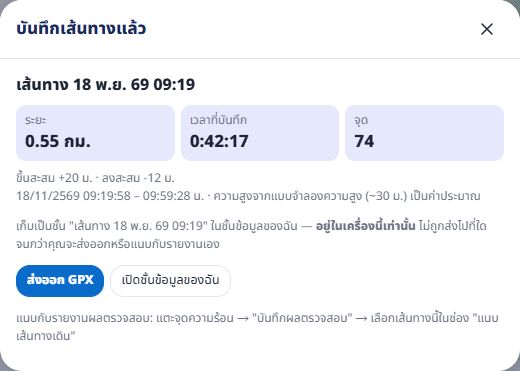 บันทึกเส้นทางแล้ว
เส้นทาง 18 พ.ย. 69 09:19
ระยะ
0.55 กม.
เวลาที่บันทึก
0:42:17
จุด
74
ขึ้นสะสม +20 ม. · ลงสะสม -12 ม.
18/11/2569 09:19:58 – 09:59:28 น. · ความสูงจากแบบจำลองความสูง (~30 ม.) เป็นค่าประมาณ
เก็บเป็นชั้น "เส้นทาง 18 พ.ย. 69 09:19" ในชั้นข้อมูลของฉัน — อยู่ในเครื่องนี้เท่านั้น ไม่ถูกส่งไปที่ใด
จนกว่าคุณจะส่งออกหรือแนบกับรายงานเอง
ส่งออก GPX
เปิดชั้นข้อมูลของฉัน
แนบกับรายงานผลตรวจสอบ: แตะจุดความร้อน → "บันทึกผลตรวจสอบ" → เลือกเส้นทางนี้ในช่อง "แนบ
เส้นทางเดิน"